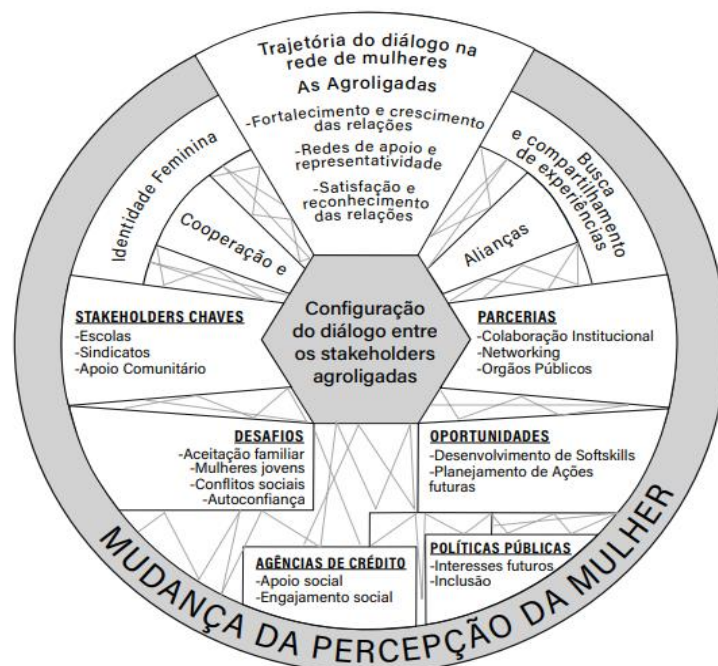 Trajetória do diálogo na
rede de mulheres
As Agroligadas
-Fortalecimento e crescimento
das relações
-Redes de apoio e
representatividade
-Satisfação e
reconhecimento
das relações
Identidade Feminina
Cooperação e
Busca
e compartilhamento
de experiências
Alianças
Configuração
do diálogo entre
os stakeholders
agroligadas
STAKEHOLDERS CHAVES
-Escolas
-Sindicatos
-Apoio Comunitário
PARCERIAS
-Colaboração Institucional
-Networking
-Orgãos Públicos
DESAFIOS
-Aceitação familiar
-Mulheres jovens
-Conflitos sociais
-Autoconfiança
OPORTUNIDADES
-Desenvolvimento de Softskills
-Planejamento de Ações
futuras
AGÊNCIAS DE CRÉDITO
-Apoio social
-Engajamento social
POLÍTICAS PÚBLICAS
-Interesses futuros
-Inclusão
MUDANÇA DA PERCEPÇÃO DA MULHER